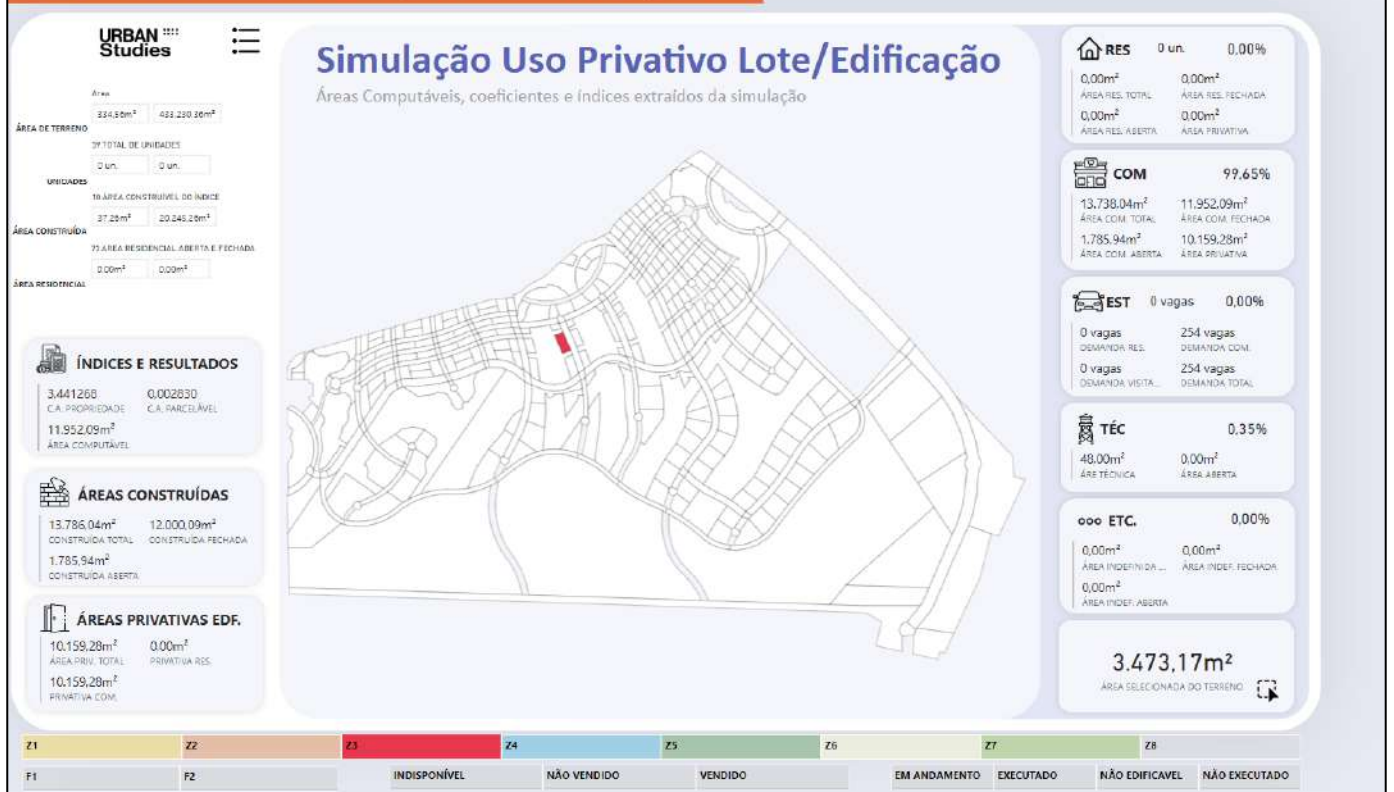 URBAN
Studies
Área
334,56m² 433.230,36m²
ÁREA DE TERRENO
TOTAL DE UNIDADES
0 un. 0 un.
UNIDADES
10 ÁREA CONSTRUIVEL DO ÍNDICE
37,26m² 20.245,26m²
ÁREA CONSTRUÍDA
AREA RESIDENCIAL ABERTA E FECHADA
0,00m² 0,00m²
ÁREA RESIDENCIAL
ÍNDICES E RESULTADOS
3.441268 0,002830
C.A. PROPRIEDADE C.A. PARCELÁVEL
11.952,09m²
ÁREA COMPUTÁVEL
ÁREAS CONSTRUÍDAS
13.786,04m² 12.000,09m²
CONSTRUÍDA TOTAL CONSTRUÍDA FECHADA
1.785,94m²
CONSTRUÍDA ABERTA
ÁREAS PRIVATIVAS EDF.
10.159,28m² 0,00m²
ÁREA PRIV. TOTAL PRIVATIVA RES.
10.159,28m²
PRIVATIVA COM.
Simulação Uso Privativo Lote/Edificação
Áreas Computáveis, coeficientes e índices extraídos da simulação
RES 0 un. 0,00%
0,00m² 0,00m²
ÁREA RES. TOTAL ÁREA RES. FECHADA
0,00m² 0,00m²
ÁREA RES. ABERTA ÁREA PRIVATIVA
COM 99,65%
13.738,04m² 11.952,09m²
ÁREA COM. TOTAL ÁREA COM. FECHADA
1.785,94m² 10.159,28m²
ÁREA COM. ABERTA ÁREA PRIVATIVA
EST 0 vagas 0,00%
0 vagas 254 vagas
DEMANDA RES. DEMANDA COM.
0 vagas 254 vagas
DEMANDA VISITA... DEMANDA TOTAL
TÉC 0,35%
48,00m² 0,00m²
ÁRE TÉCNICA ÁREA ABERTA
ooo ETC. 0,00%
0,00m² 0,00m²
ÁREA INDEFINIDA ... ÁREA INDEF. FECHADA
0,00m²
ÁREA INDEF. ABERTA
3.473,17m²
ÁREA SELECIONADA DO TERRENO
Z1 Z2 Z3 Z4 Z5 Z6 Z7 Z8
F1 F2 INDISPONÍVEL NÃO VENDIDO VENDIDO EM ANDAMENTO EXECUTADO NÃO EDIFICAVEL NÃO EXECUTADO